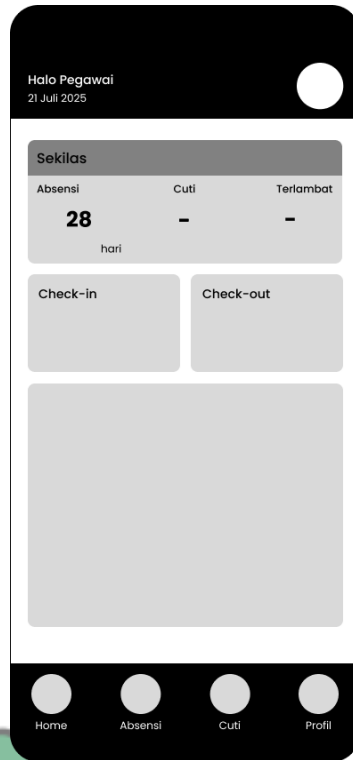 Halo Pegawai
21 Juli 2025
Sekilas
Absensi Cuti Terlambat
28 - -
hari
Check-in Check-out
Home Absensi Cuti Profil